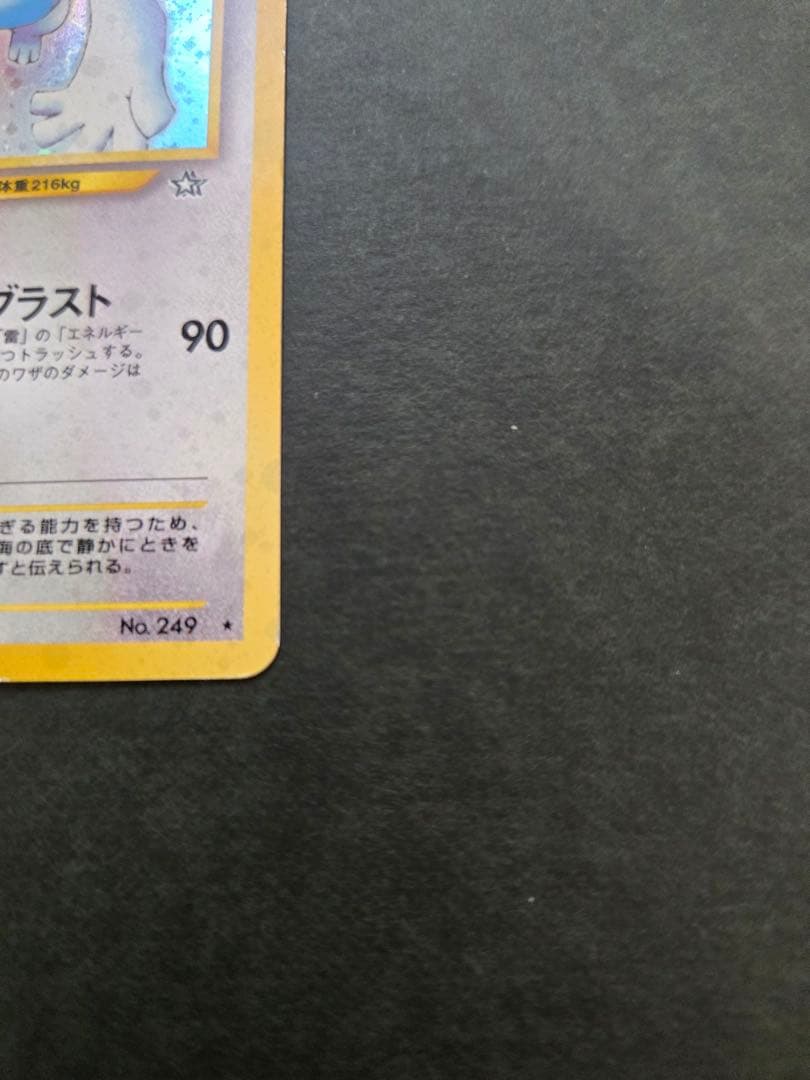 体重216kg
ブラスト
「雷」の「エネルギー
つトラッシュする。
のワザのダメージは
90
ぎる能力を持つため、
海の底で静かにときを
すと伝えられる。
No. 249 ★